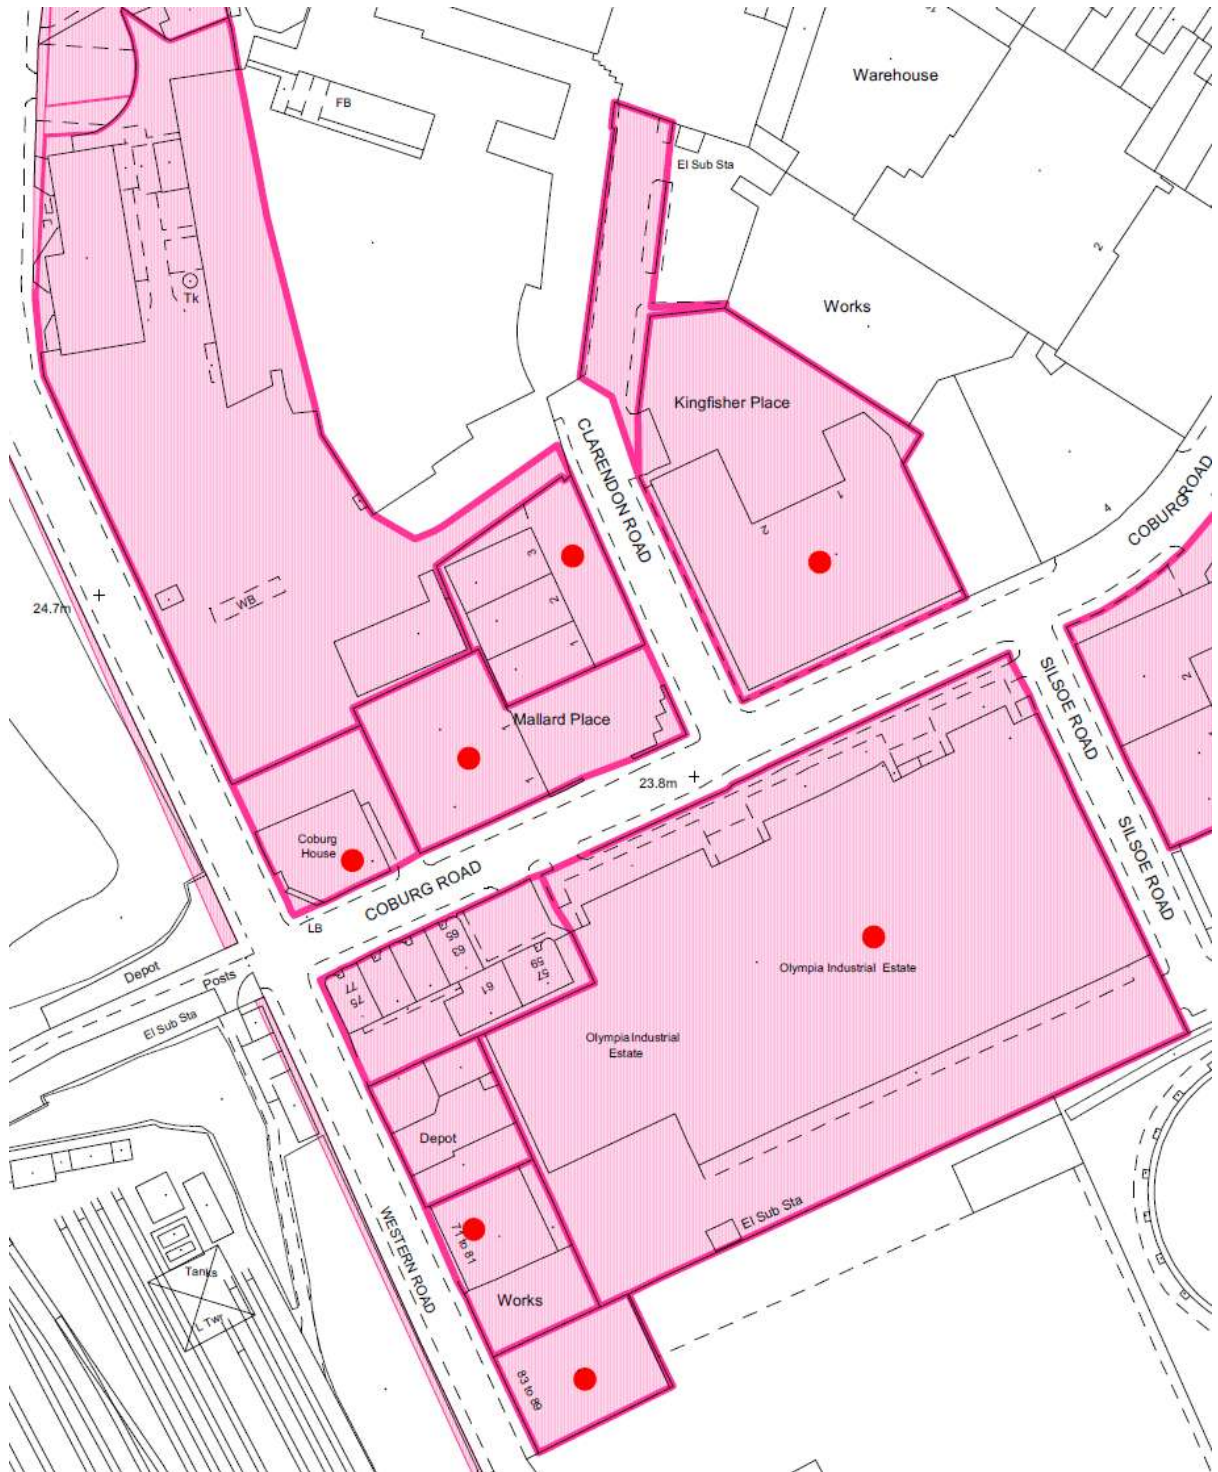 Warehouse
FB
El Sub Sta
2
Tk
Works
Kingfisher Place
CLARENDON ROAD
COBURG ROAD
4
1
2
24.7m
WB
3
2
1
SILSOE ROAD
2
Mallard Place
1
1
23.8m
Coburg
House
SILSOE ROAD
COBURG ROAD
LB
Depot
Posts
El Sub Sta
65
63
77
75
61
59
57
Olympia Industrial Estate
Olympia Industrial
Estate
Depot
El Sub Sta
71 to 81
WESTERN ROAD
Tanks
L Twr
Works
83 to 89